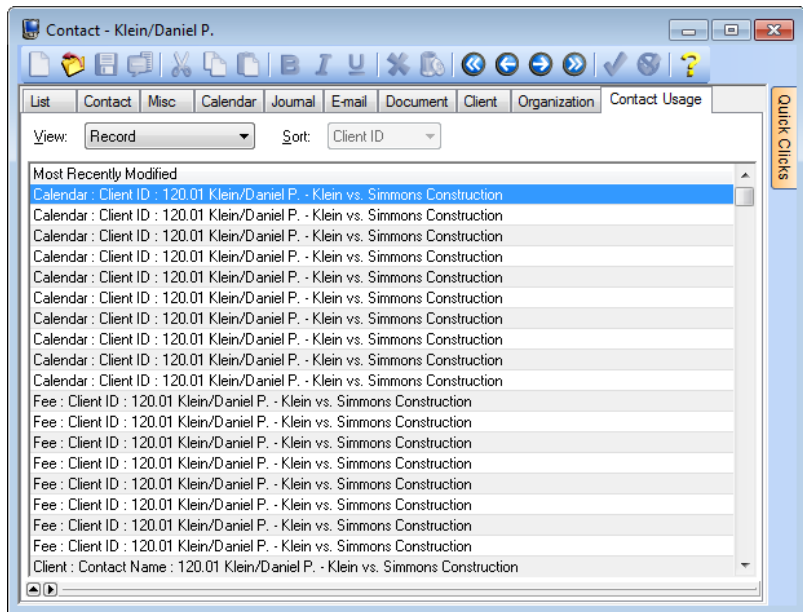 Contact - Klein/Daniel P.
B I U ?
List Contact Misc Calendar Journal E-mail Document Client Organization Contact Usage
View: Record Sort: Client ID
Quick Clicks
Most Recently Modified
Calendar : Client ID : 120.01 Klein/Daniel P. - Klein vs. Simmons Construction
Calendar : Client ID : 120.01 Klein/Daniel P. - Klein vs. Simmons Construction
Calendar : Client ID : 120.01 Klein/Daniel P. - Klein vs. Simmons Construction
Calendar : Client ID : 120.01 Klein/Daniel P. - Klein vs. Simmons Construction
Calendar : Client ID : 120.01 Klein/Daniel P. - Klein vs. Simmons Construction
Calendar : Client ID : 120.01 Klein/Daniel P. - Klein vs. Simmons Construction
Calendar : Client ID : 120.01 Klein/Daniel P. - Klein vs. Simmons Construction
Calendar : Client ID : 120.01 Klein/Daniel P. - Klein vs. Simmons Construction
Calendar : Client ID : 120.01 Klein/Daniel P. - Klein vs. Simmons Construction
Calendar : Client ID : 120.01 Klein/Daniel P. - Klein vs. Simmons Construction
Fee : Client ID : 120.01 Klein/Daniel P. - Klein vs. Simmons Construction
Fee : Client ID : 120.01 Klein/Daniel P. - Klein vs. Simmons Construction
Fee : Client ID : 120.01 Klein/Daniel P. - Klein vs. Simmons Construction
Fee : Client ID : 120.01 Klein/Daniel P. - Klein vs. Simmons Construction
Fee : Client ID : 120.01 Klein/Daniel P. - Klein vs. Simmons Construction
Fee : Client ID : 120.01 Klein/Daniel P. - Klein vs. Simmons Construction
Fee : Client ID : 120.01 Klein/Daniel P. - Klein vs. Simmons Construction
Fee : Client ID : 120.01 Klein/Daniel P. - Klein vs. Simmons Construction
Client : Contact Name : 120.01 Klein/Daniel P. - Klein vs. Simmons Construction